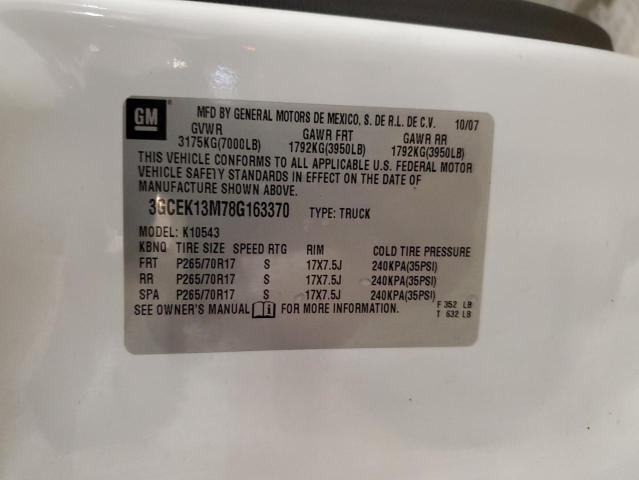 GM
MFD BY GENERAL MOTORS DE MEXICO, S. DE R.L. DE C.V. 10/07
GVWR GAWR FRT GAWR RR
3175KG(7000LB) 1792KG(3950LB) 1792KG(3950LB)
THIS VEHICLE CONFORMS TO ALL APPLICABLE U.S. FEDERAL MOTOR
VEHICLE SAFETY STANDARDS IN EFFECT ON THE DATE OF
MANUFACTURE SHOWN ABOVE.
3GCEK13M78G163370 TYPE: TRUCK
MODEL: K10543
KBNQ TIRE SIZE SPEED RTG RIM COLD TIRE PRESSURE
FRT P265/70R17 S 17X7.5J 240KPA(35PSI)
RR P265/70R17 S 17X7.5J 240KPA(35PSI)
SPA P265/70R17 S 17X7.5J 240KPA(35PSI)
SEE OWNER'S MANUAL i FOR MORE INFORMATION.
F 352 LB
T 632 LB